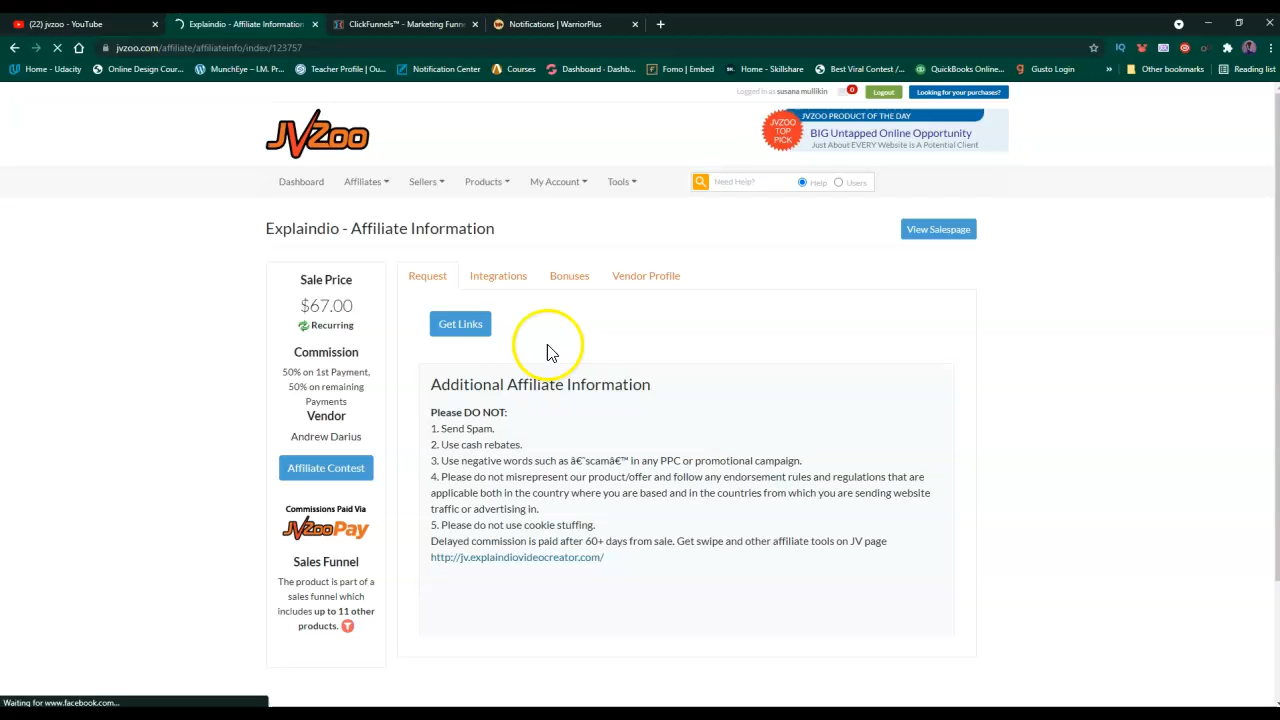 (22) jvzoo - YouTube
Explaindio - Affiliate Information
ClickFunnels™ - Marketing Funne
Notifications | WarriorPlus
jvzoo.com/affiliate/affiliateinfo/index/123757
Home - Udacity
Online Design Cour...
MunchEye – I.M. Pr...
Teacher Profile | Ou...
Notification Center
Courses
Dashboard - Dashb...
Fomo | Embed
Home - Skillshare
Best Viral Contest /...
QuickBooks Online...
Gusto Login
»
Other bookmarks
Reading list
Logged in as susana mullikin
0
Logout
Looking for your purchases?
JVZOO
JVZOO TOP PICK
JVZOO PRODUCT OF THE DAY
BIG Untapped Online Opportunity
Just About EVERY Website Is A Potential Client
Dashboard
Affiliates
Sellers
Products
My Account
Tools
Need Help?
Help
Users
Explaindio - Affiliate Information
View Salespage
Sale Price
$67.00
Recurring
Commission
50% on 1st Payment,
50% on remaining
Payments
Vendor
Andrew Darius
Affiliate Contest
Commissions Paid Via
JVZooPay
Sales Funnel
The product is part of a
sales funnel which
includes up to 11 other
products.
Request
Integrations
Bonuses
Vendor Profile
Get Links
Additional Affiliate Information
Please DO NOT:
1. Send Spam.
2. Use cash rebates.
3. Use negative words such as â€˜scamâ€™ in any PPC or promotional campaign.
4. Please do not misrepresent our product/offer and follow any endorsement rules and regulations that are
applicable both in the country where you are based and in the countries from which you are sending website
traffic or advertising in.
5. Please do not use cookie stuffing.
Delayed commission is paid after 60+ days from sale. Get swipe and other affiliate tools on JV page
http://jv.explaindiovideocreator.com/
Waiting for www.facebook.com...